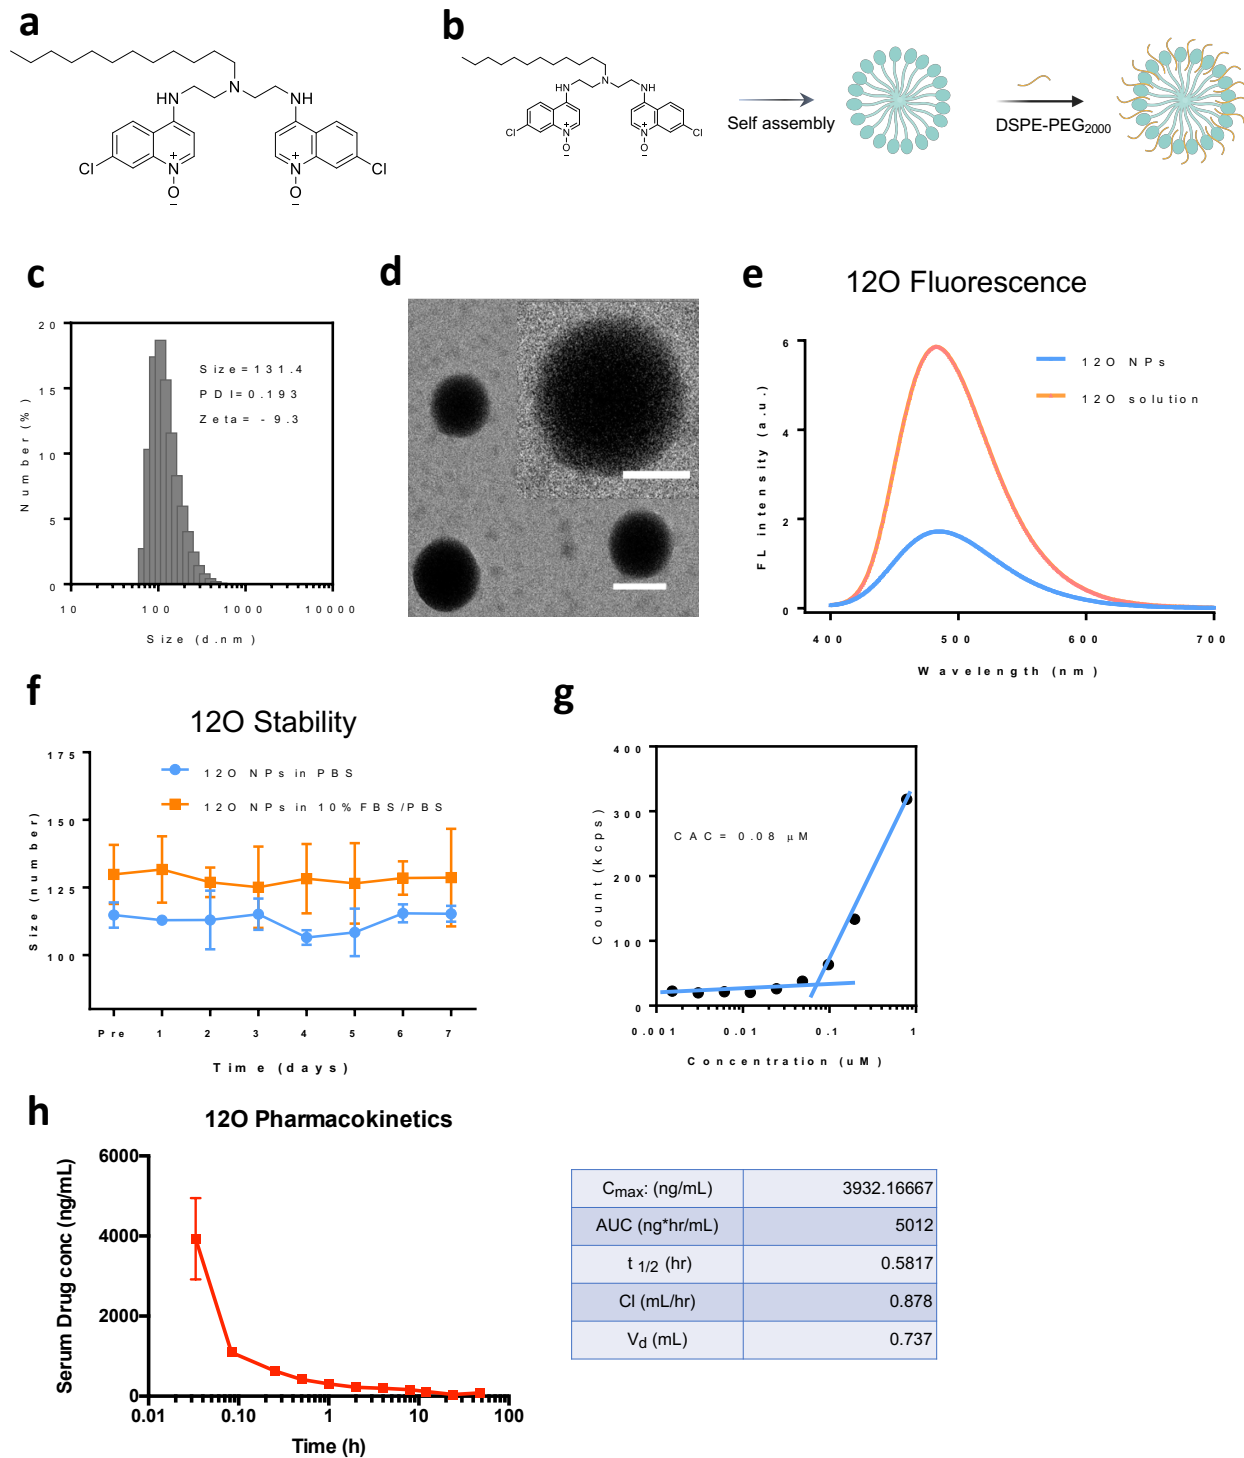 a
HN
N
HN
Cl
N
+
O
−
N
+
O
−
Cl
b
HN
N
HN
Cl
N
+
O
−
N
+
O
−
Cl
Self assembly
DSPE-PEG2000
c
Number (%)
20
15
10
5
0
Size=131.4
PDI=0.193
Zeta= -9.3
10 100 1000 10000
Size (d.nm)
d
e
12O Fluorescence
FL intensity (a.u.)
6
4
2
0
12O NPs
12O solution
400 500 600 700
Wavelength (nm)
f
12O Stability
Size (number)
175
150
125
100
12O NPs in PBS
12O NPs in 10% FBS/PBS
Pre 1 2 3 4 5 6 7
Time (days)
g
Count (kcps)
400
300
200
100
0
CAC = 0.08 μM
0.001 0.01 0.1 1
Concentration (uM)
h
12O Pharmacokinetics
Serum Drug conc (ng/mL)
6000
4000
2000
0
0.01 0.10 1 10 100
Time (h)
Cmax: (ng/mL) 3932.16667
AUC (ng*hr/mL) 5012
t 1/2 (hr) 0.5817
Cl (mL/hr) 0.878
Vd (mL) 0.737